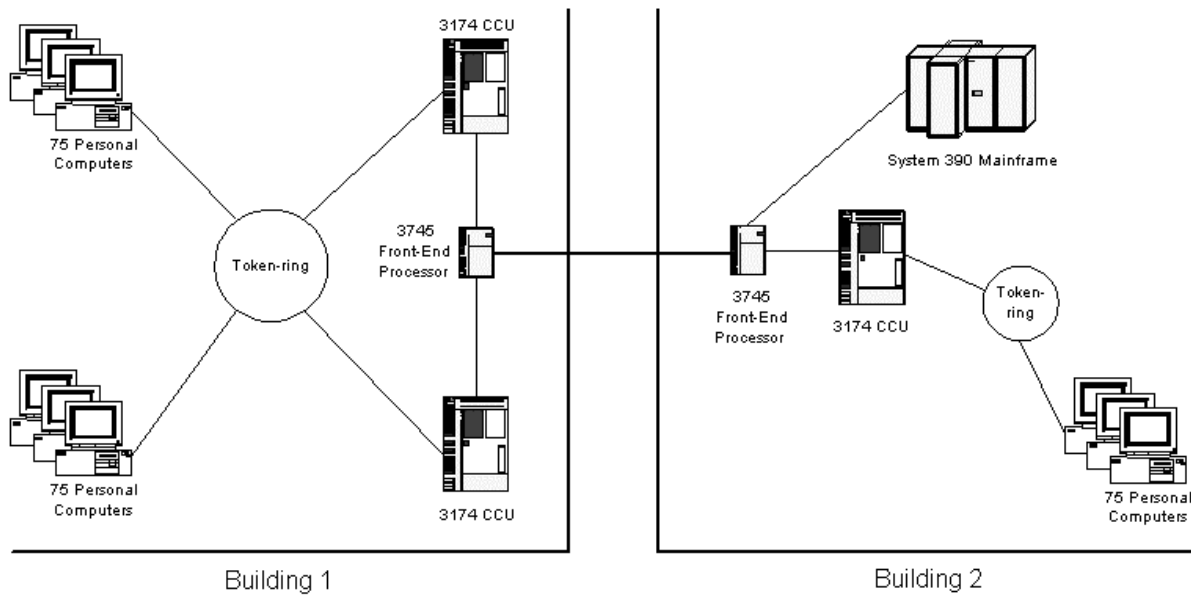 3174 CCU
75 Personal
Computers
Token-ring
3745
Front-End
Processor
75 Personal
Computers
3174 CCU
Building 1
System 390 Mainframe
3745
Front-End
Processor
3174 CCU
Token-
ring
75 Personal
Computers
Building 2